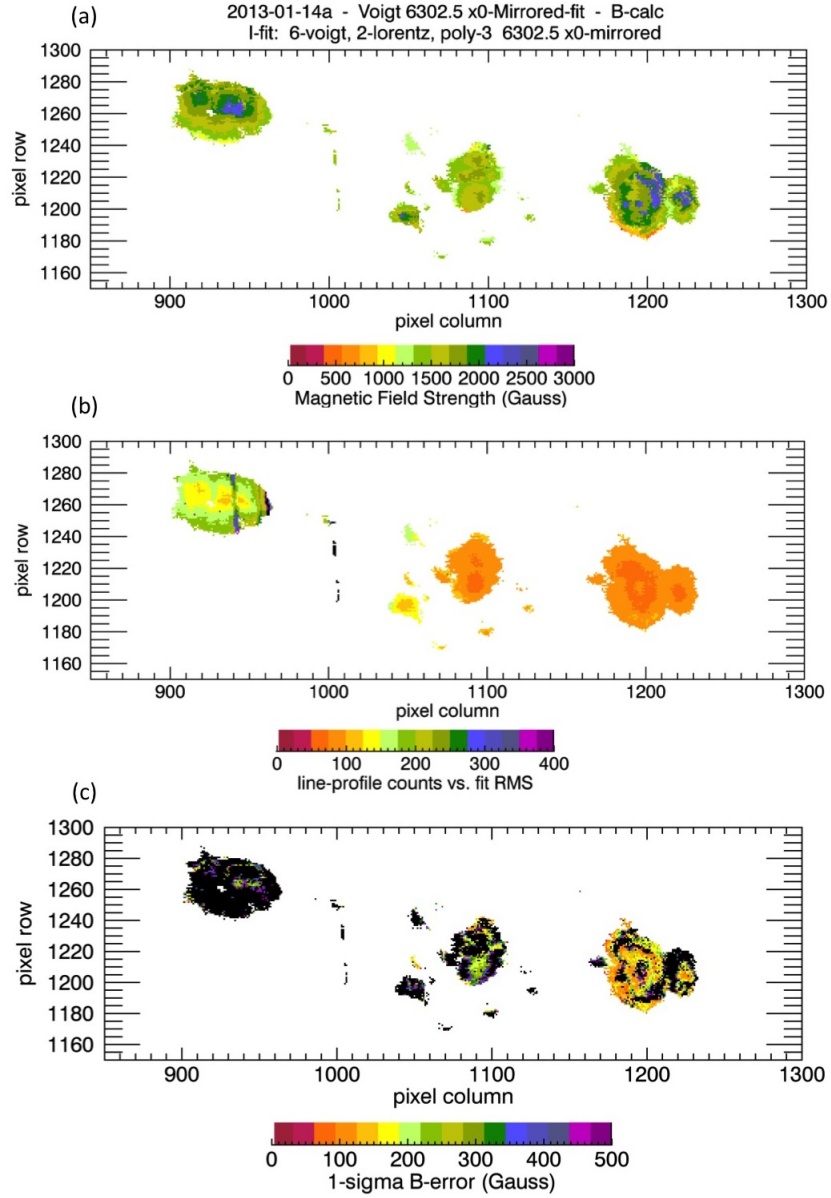 (a)
2013-01-14a - Voigt 6302.5 x0-Mirrored-fit - B-calc
I-fit: 6-voigt, 2-lorentz, poly-3 6302.5 x0-mirrored
1300
1280
1260
1240
1220
1200
1180
1160
pixel row
900 1000 1100 1200 1300
pixel column
0 500 1000 1500 2000 2500 3000
Magnetic Field Strength (Gauss)
(b)
1300
1280
1260
1240
1220
1200
1180
1160
pixel row
900 1000 1100 1200 1300
pixel column
0 100 200 300 400
line-profile counts vs. fit RMS
(c)
1300
1280
1260
1240
1220
1200
1180
1160
pixel row
900 1000 1100 1200 1300
pixel column
0 100 200 300 400 500
1-sigma B-error (Gauss)